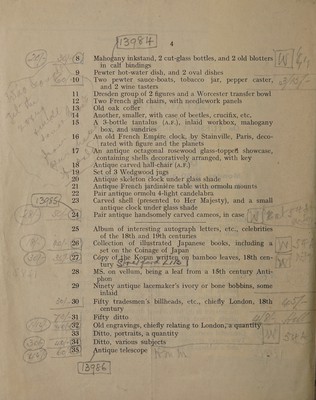 13984
4
8 Mahogany inkstand, 2 cut-glass bottles, and 2 old blotters
in calf bindings
9 Pewter hot-water dish, and 2 oval dishes
10 Two pewter sauce-boats, tobacco jar, pepper caster,
and 2 wine tasters
11 Dresden group of 2 figures and a Worcester transfer bowl
12 Two French gilt chairs, with needlework panels
13 Old oak coffer
14 Another, smaller, with case of beetles, crucifix, etc.
15 A 3-bottle tantalus (A.F.), inlaid workbox, mahogany
box, and sundries
16 An old French Empire clock, by Stainville, Paris, deco-
rated with figure and the planets
17 An antique octagonal rosewood glass-topped showcase,
containing shells decoratively arranged, with key
18 Antique carved hall-chair (A.F.)
19 Set of 3 Wedgwood jugs
20 Antique skeleton clock under glass shade
21 Antique French jardinière table with ormolu mounts
22 Pair antique ormolu 4-light candelabra
13985
23 Carved shell (presented to Her Majesty), and a small
antique clock under glass shade
24 Pair antique handsomely carved cameos, in case
25 Album of interesting autograph letters, etc., celebrities
of the 18th and 19th centuries
26 Collection of illustrated Japanese books, including a
set on the Coinage of Japan
27 Copy of the Koran written on bamboo leaves, 18th cen-
tury
28 MS. on vellum, being a leaf from a 15th century Anti-
phon
29 Ninety antique lacemaker's ivory or bone bobbins, some
inlaid
30 Fifty tradesmen's billheads, etc., chiefly London, 18th
century
31 Fifty ditto
32 Old engravings, chiefly relating to London, a quantity
33 Ditto, portraits, a quantity
34 Ditto, various subjects
35 Antique telescope
13986